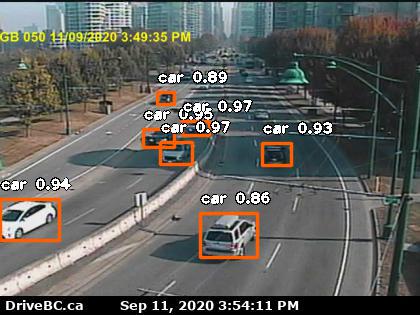 GB 050 11/09/2020 3:49:35 PM
car 0.89
car 0.97
car 0.95
car 0.97
car 0.93
car 0.94
car 0.86
DriveBC.ca Sep 11, 2020 3:54:11 PM